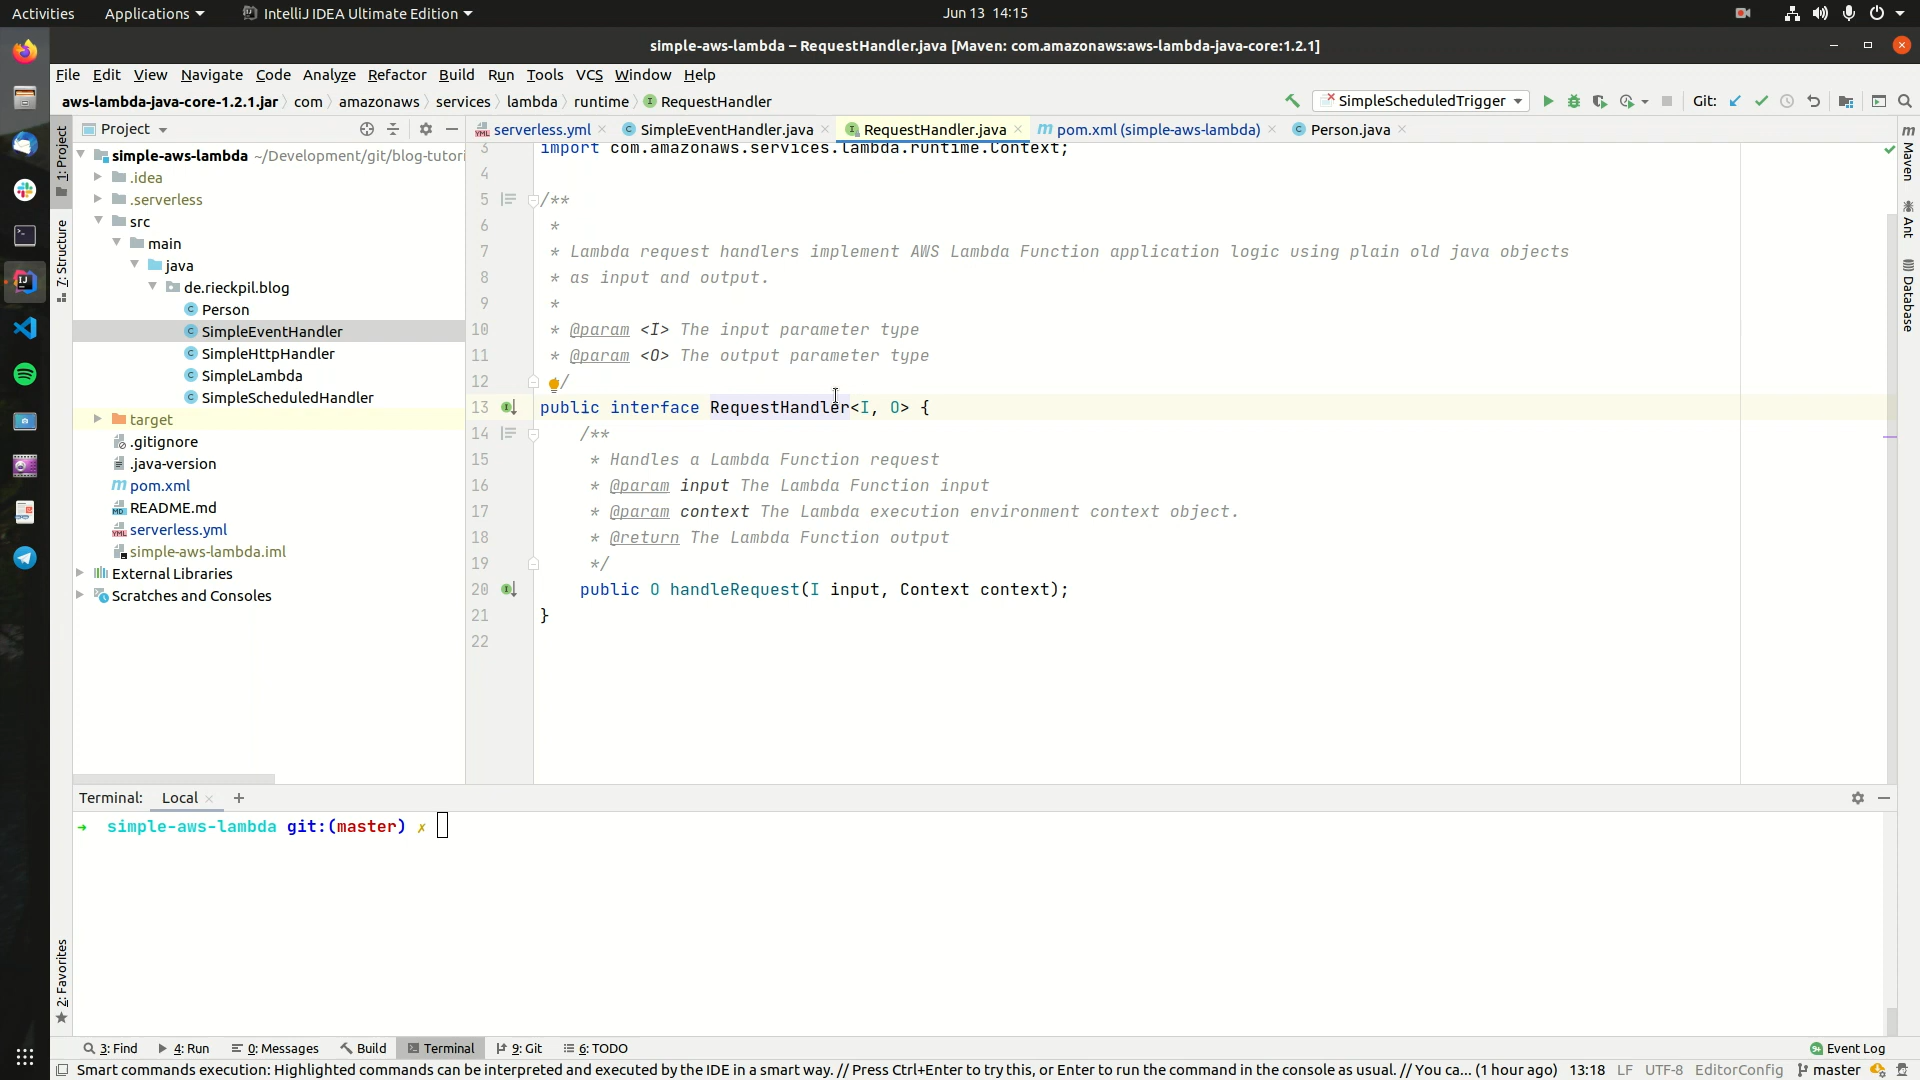 Activities Applications IntelliJ IDEA Ultimate Edition Jun 13 14:15
simple-aws-lambda – RequestHandler.java [Maven: com.amazonaws:aws-lambda-java-core:1.2.1]
File Edit View Navigate Code Analyze Refactor Build Run Tools VCS Window Help
aws-lambda-java-core-1.2.1.jar com amazonaws services lambda runtime RequestHandler SimpleScheduledTrigger Git:
1: Project
7: Structure
2: Favorites
Project
simple-aws-lambda ~/Development/git/blog-tutori
.idea
.serverless
src
main
java
de.rieckpil.blog
Person
SimpleEventHandler
SimpleHttpHandler
SimpleLambda
SimpleScheduledHandler
target
.gitignore
.java-version
pom.xml
README.md
serverless.yml
simple-aws-lambda.iml
External Libraries
Scratches and Consoles
serverless.yml SimpleEventHandler.java RequestHandler.java pom.xml (simple-aws-lambda) Person.java
3 import com.amazonaws.services.lambda.runtime.Context;
4
5 /**
6 *
7 * Lambda request handlers implement AWS Lambda Function application logic using plain old java objects
8 * as input and output.
9 *
10 * @param <I> The input parameter type
11 * @param <O> The output parameter type
12 */
13 public interface RequestHandler<I, O> {
14 /**
15 * Handles a Lambda Function request
16 * @param input The Lambda Function input
17 * @param context The Lambda execution environment context object.
18 * @return The Lambda Function output
19 */
20 public O handleRequest(I input, Context context);
21 }
22
Maven
Ant
Database
Terminal: Local +
→ simple-aws-lambda git:(master) ✗
3: Find 4: Run 0: Messages Build Terminal 9: Git 6: TODO Event Log
Smart commands execution: Highlighted commands can be interpreted and executed by the IDE in a smart way. // Press Ctrl+Enter to try this, or Enter to run the command in the console as usual. // You ca... (1 hour ago) 13:18 LF UTF-8 EditorConfig master